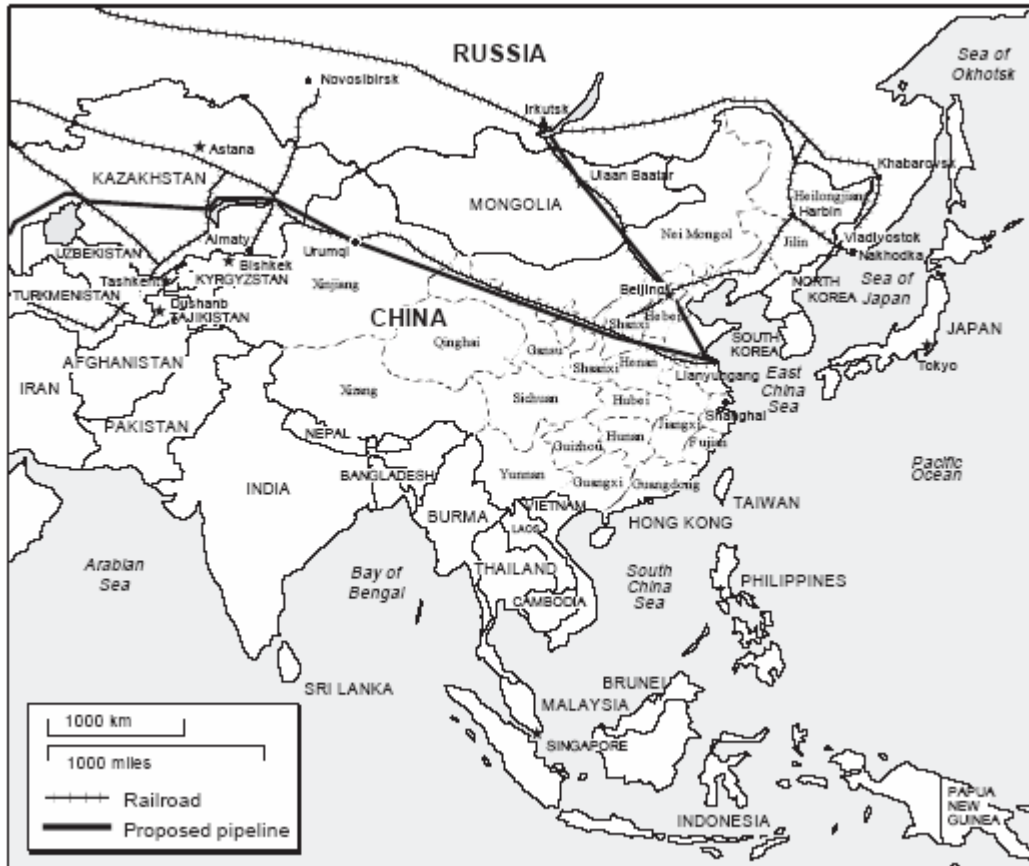 RUSSIA
Sea of
Okhotsk
Novosibirsk
Irkutsk
Astana
Khabarovsk
KAZAKHSTAN
Ulaan Baatar
Heilongjiang
MONGOLIA
Harbin
Nei Mongol
Vladlyostok
Almaty
Urumqi
Jilin
Nakhodka
UZBEKISTAN
Bishkek
Tashkent
KYRGYZSTAN
Xinjiang
Beijing
NORTH
KOREA
Sea of
Japan
TURKMENISTAN
Dushanb
TAJIKISTAN
CHINA
Hebei
Shanxi
SOUTH
KOREA
JAPAN
Qinghai
Gansu
Shaanxi
Henan
Tokyo
AFGHANISTAN
Lianyungang
East
China
Sea
IRAN
Xizang
Sichuan
Hubei
Shanghai
PAKISTAN
NEPAL
Jiangxi
Hunan
Guizhou
Fujian
BANGLADESH
Yunnan
Guangxi
Guangdong
Pacific
Ocean
INDIA
TAIWAN
BURMA
VIETNAM
HONG KONG
LAOS
Arabian
Sea
Bay of
Bengal
THAILAND
South
China
Sea
PHILIPPINES
CAMBODIA
SRI LANKA
BRUNEI
MALAYSIA
SINGAPORE
1000 km
1000 miles
Railroad
Proposed pipeline
INDONESIA
PAPUA
NEW
GUINEA